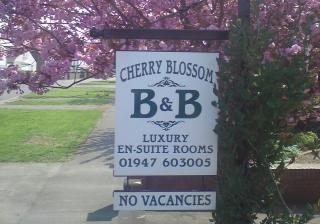 CHERRY BLOSSOM
B&B
LUXURY
EN-SUITE ROOMS
01947 603005
NO VACANCIES